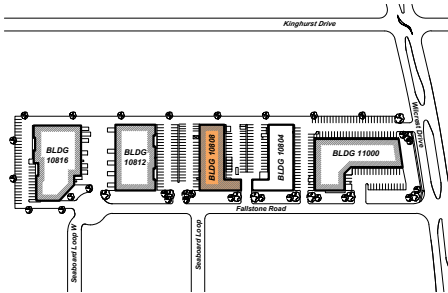 Kinghurst Drive
Wilcrest Drive
BLDG
10816
BLDG
10812
BLDG 10808
BLDG 10804
BLDG 11000
Fallstone Road
Seaboard Loop W
Seaboard Loop